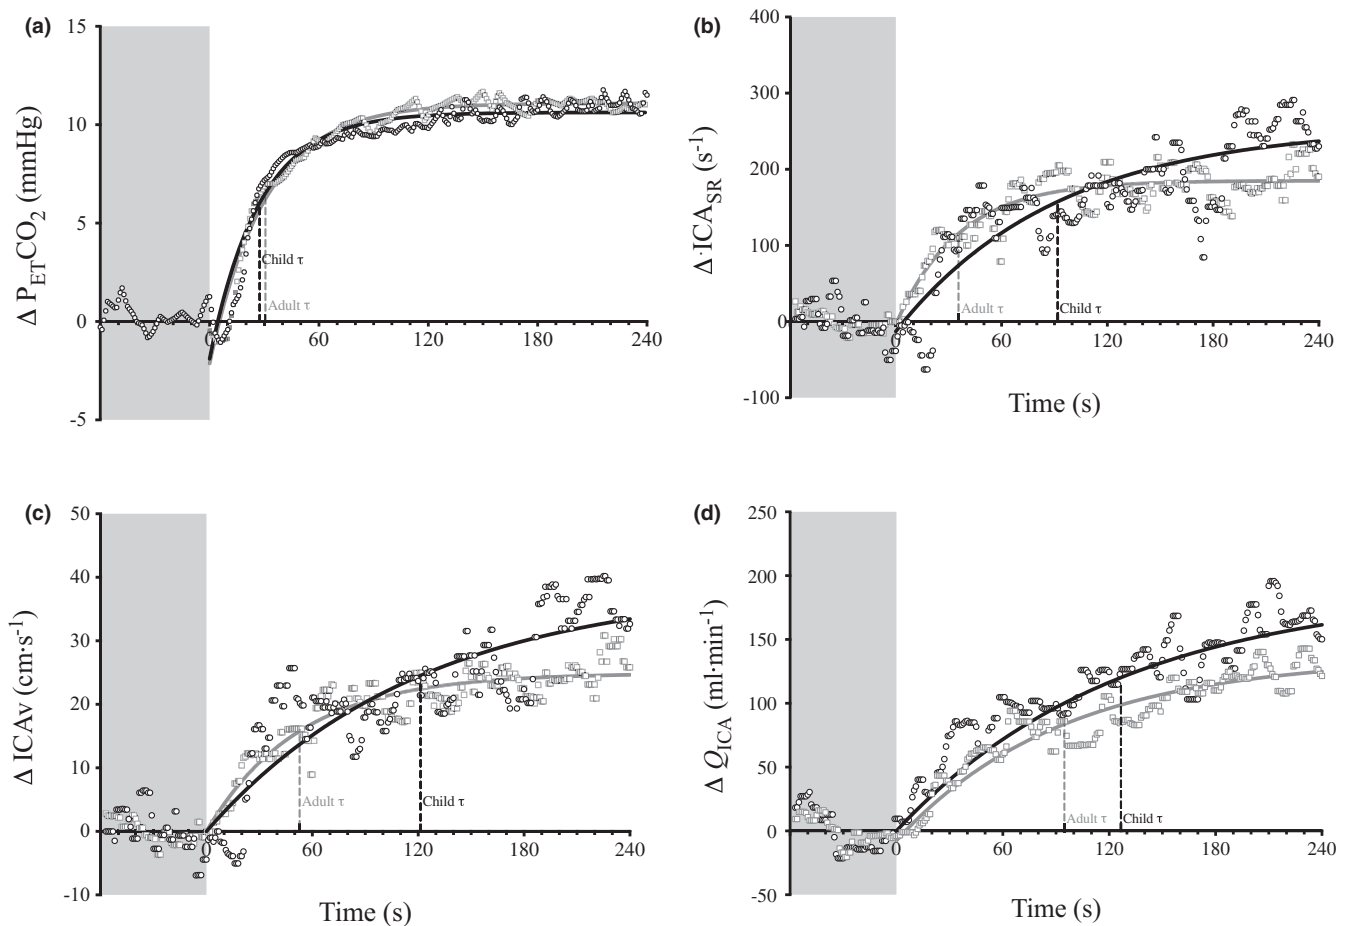 (a)
15
10
5
0
-5
Δ P_ET CO₂ (mmHg)
Child τ
Adult τ
60
120
180
240
(b)
400
300
200
100
0
-100
Δ·ICA_SR (s⁻¹)
Adult τ
Child τ
0
60
120
180
240
Time (s)
(c)
50
40
30
20
10
0
-10
Δ ICAv (cm·s⁻¹)
Adult τ
Child τ
0
60
120
180
240
Time (s)
(d)
250
200
150
100
50
0
-50
Δ Q_ICA (ml·min⁻¹)
Adult τ
Child τ
0
60
120
180
240
Time (s)